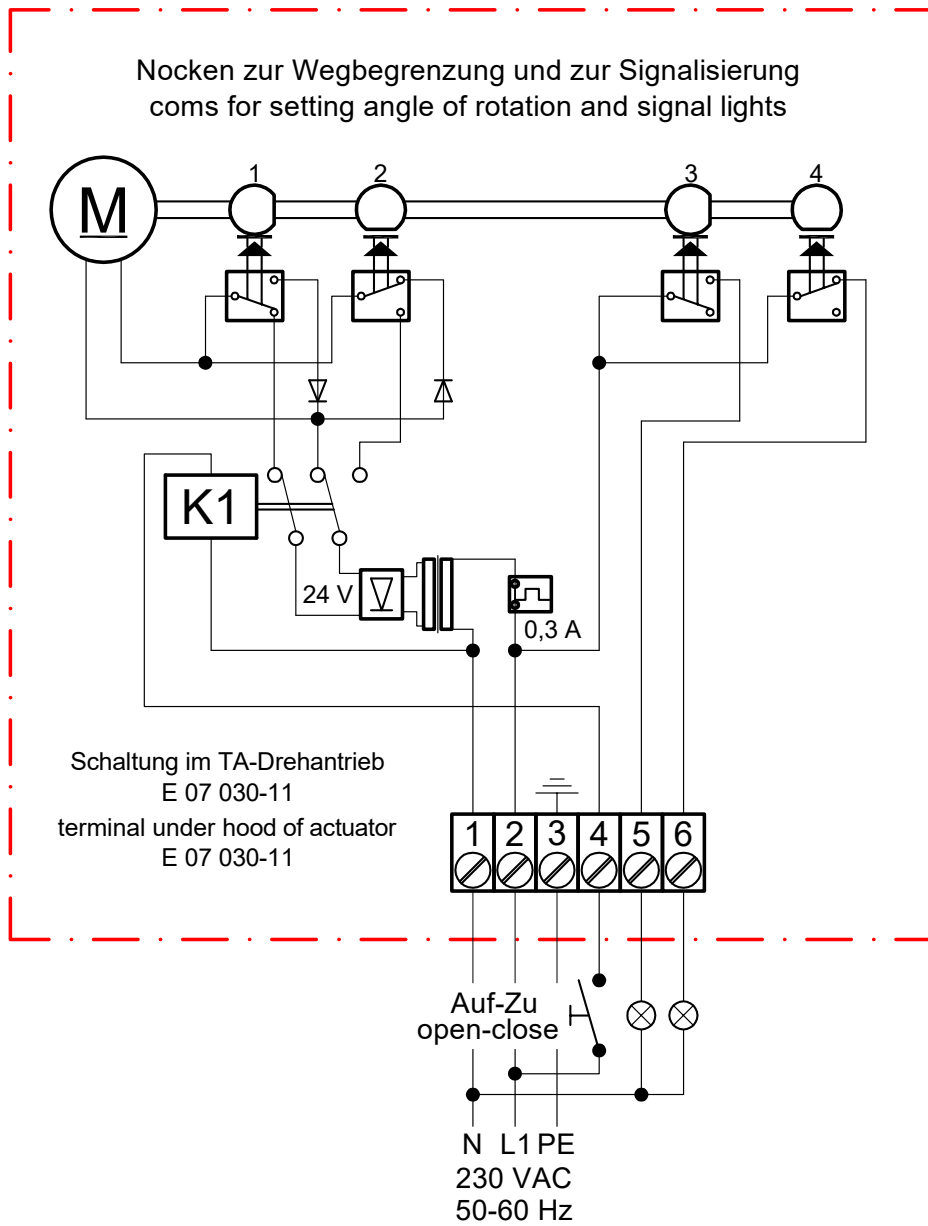 Nocken zur Wegbegrenzung und zur Signalisierung
coms for setting angle of rotation and signal lights
1 2 3 4
M
K1
24 V
0,3 A
Schaltung im TA-Drehantrieb
E 07 030-11
terminal under hood of actuator
E 07 030-11
1 2 3 4 5 6
Auf-Zu
open-close
N L1 PE
230 VAC
50-60 Hz